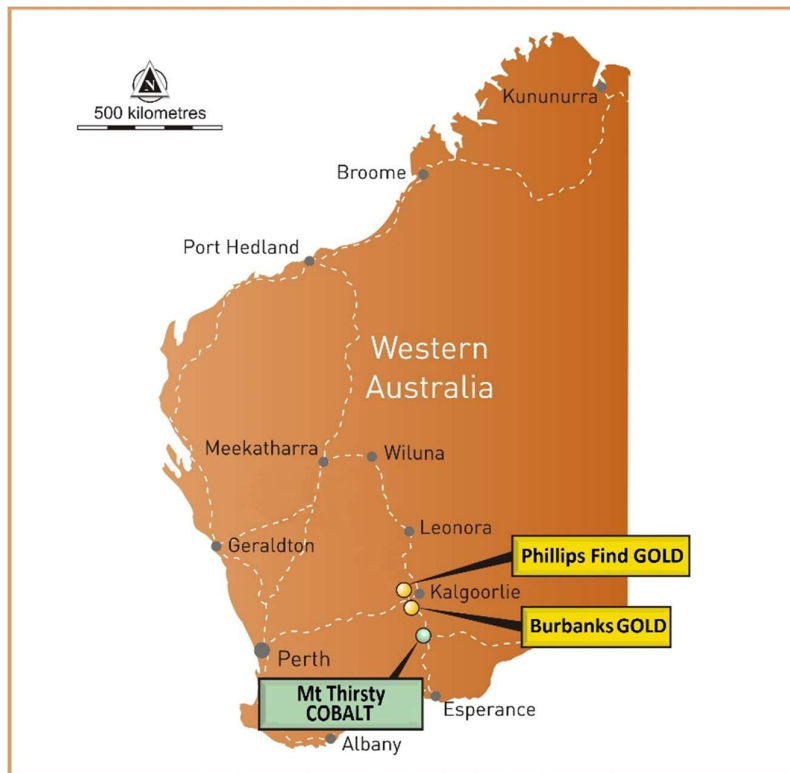 N
500 kilometres
Kununurra
Broome
Port Hedland
Western
Australia
Meekatharra
Wiluna
Leonora
Geraldton
Phillips Find GOLD
Kalgoorlie
Burbanks GOLD
Perth
Mt Thirsty
COBALT
Esperance
Albany